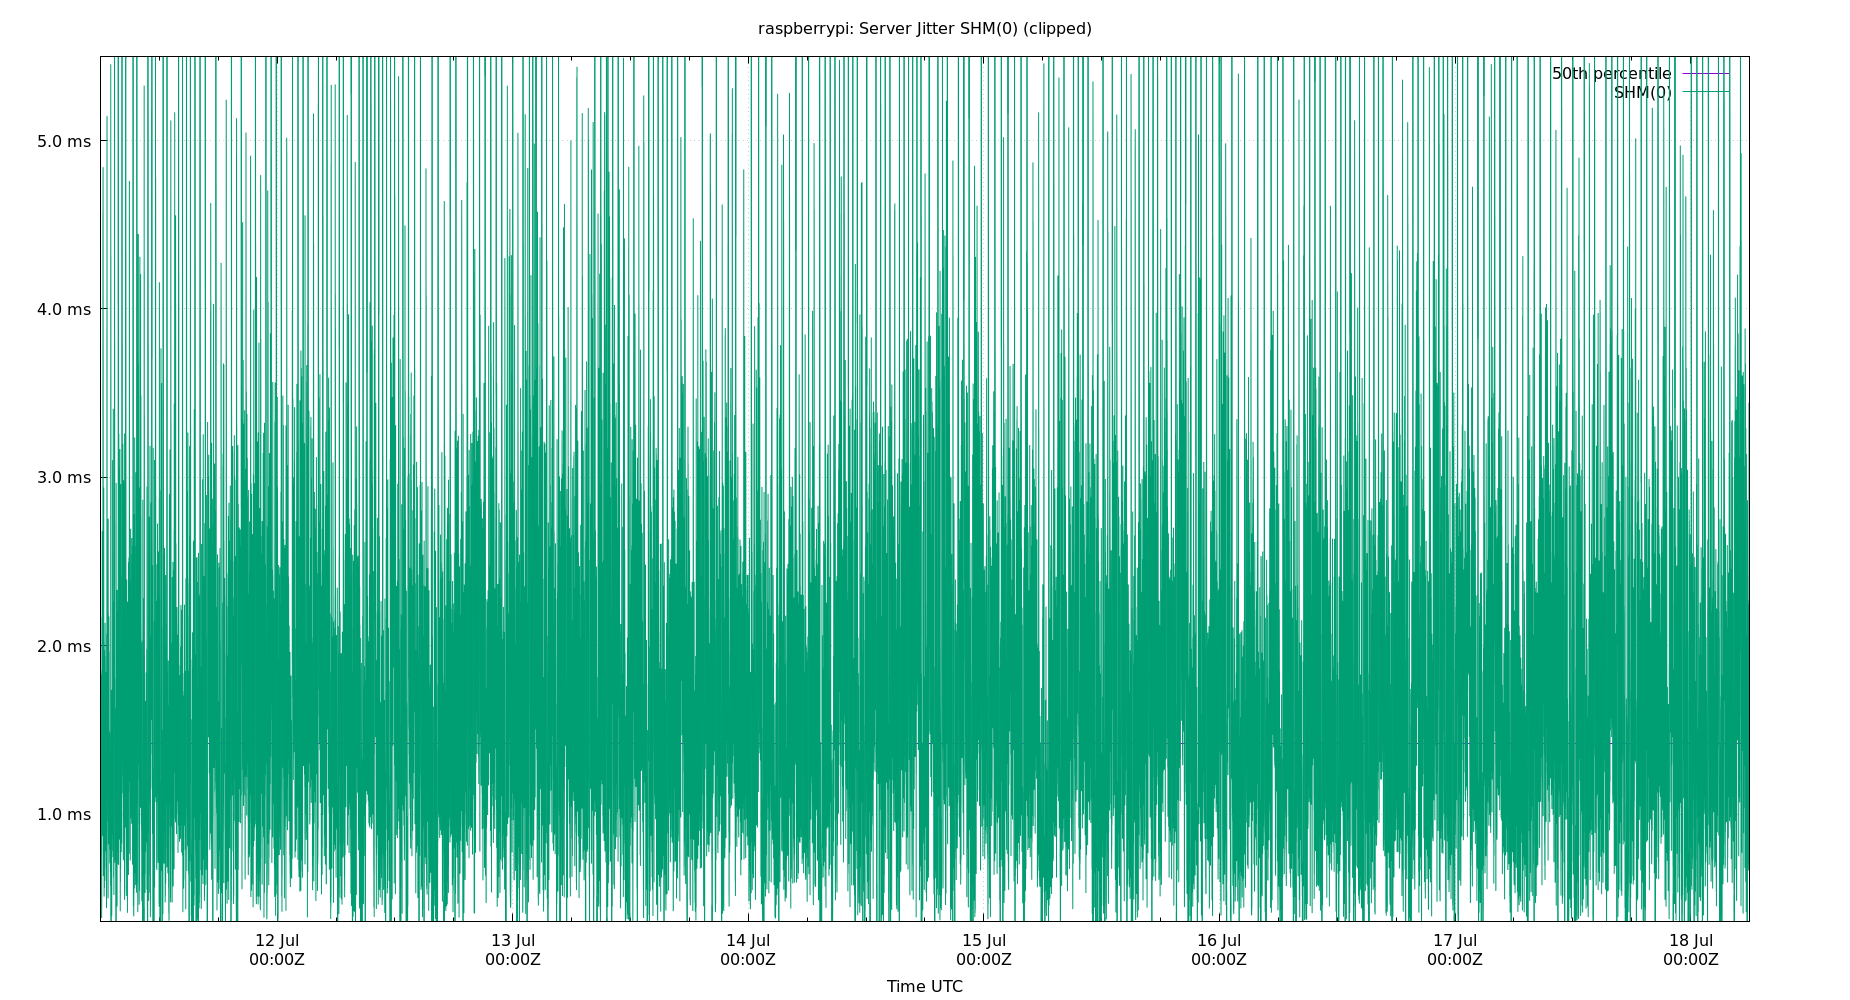 raspberrypi: Server Jitter SHM(0) (clipped)
50th percentile
SHM(0)
5.0 ms
4.0 ms
3.0 ms
2.0 ms
1.0 ms
12 Jul 13 Jul 14 Jul 15 Jul 16 Jul 17 Jul 18 Jul
00:00Z 00:00Z 00:00Z 00:00Z 00:00Z 00:00Z 00:00Z
Time UTC